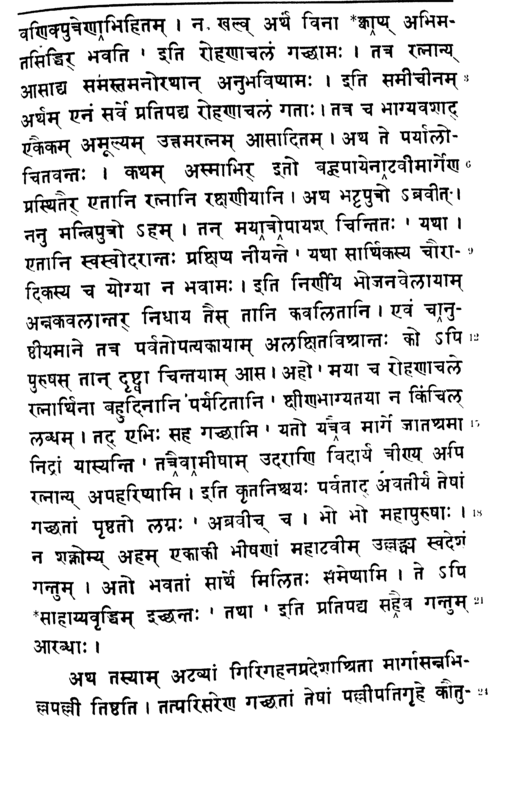 वणिक्पुत्रेणाभिहितम् । न खल्व् अर्थं विना *क्वाप्य् अभिम-
तसिद्धिर् भवति ' इति रोहणाचलं गच्छामः । तत्र रत्नान्य्
आसाद्य समस्तमनोरथान् अनुभविष्यामः । इति समीचीनम् ३
अर्थम् एनं सर्वे प्रतिपद्य रोहणाचलं गताः । तत्र च भाग्यवशाद्
एकैकम् अमूल्यम् उत्तमरत्नम् आसादितम् । अथ ते पर्यालो-
चितवन्तः । कथम् अस्माभिर् इतो बह्वपायेनाटवीमार्गेण ६
प्रस्थितैर् एतानि रत्नानि रक्षणीयानि । अथ भट्टपुत्रो ऽब्रवीत् ।
ननु मन्त्रिपुत्रो ऽहम् । तन् मयात्रोपायश् चिन्तितः ' यथा ।
एतानि स्वस्वोदरान्तः प्रक्षिप्य नीयन्ते ' यथा सार्थिकस्य चौरा- ९
दिकस्य च योग्या न भवामः । इति निर्णीय भोजनवेलायाम्
अन्नकवलान्तर् निधाय तैस् तानि कवलितानि । एवं चानु-
ष्ठीयमाने तत्र पर्वतोपत्यकायाम् अलक्षितविश्रान्तः को ऽपि १२
पुरुषस् तान् दृष्ट्वा चिन्तयाम् आस । अहो ' मया च रोहणाचले
रत्नार्थिना बहुदिनानि पर्यटितानि ' क्षीणभाग्यतया न किंचिल्
लब्धम् । तद् एभिः सह गच्छामि ' यतो यत्रैव मार्गे जातश्रमा १५
निद्रां यास्यन्ति ' तत्रैवामीषाम् उदराणि विदार्य त्रीण्य् अपि
रत्नान्य् अपहरिष्यामि । इति कृतनिश्चयः पर्वताद् अवतीर्य तेषां
गच्छतां पृष्ठतो लग्नः ' अब्रवीच् च । भो भो महापुरुषाः । १८
न शक्नोम्य् अहम् एकाकी भीषणां महाटवीम् उल्लङ्घ्य स्वदेशं
गन्तुम् । अतो भवतां सार्थे मिलितः समेष्यामि । ते ऽपि
*साहाय्यवृद्धिम् इच्छन्तः ' तथा ' इति प्रतिपद्य सहैव गन्तुम् २१
आरब्धाः ।
अथ तस्याम् अटव्यां गिरिगहनप्रदेशाश्रिता मार्गासन्नभि-
ल्लपल्ली तिष्ठति । तत्परिसरेण गच्छतां तेषां पल्लीपतिगृहे कौतु- २४